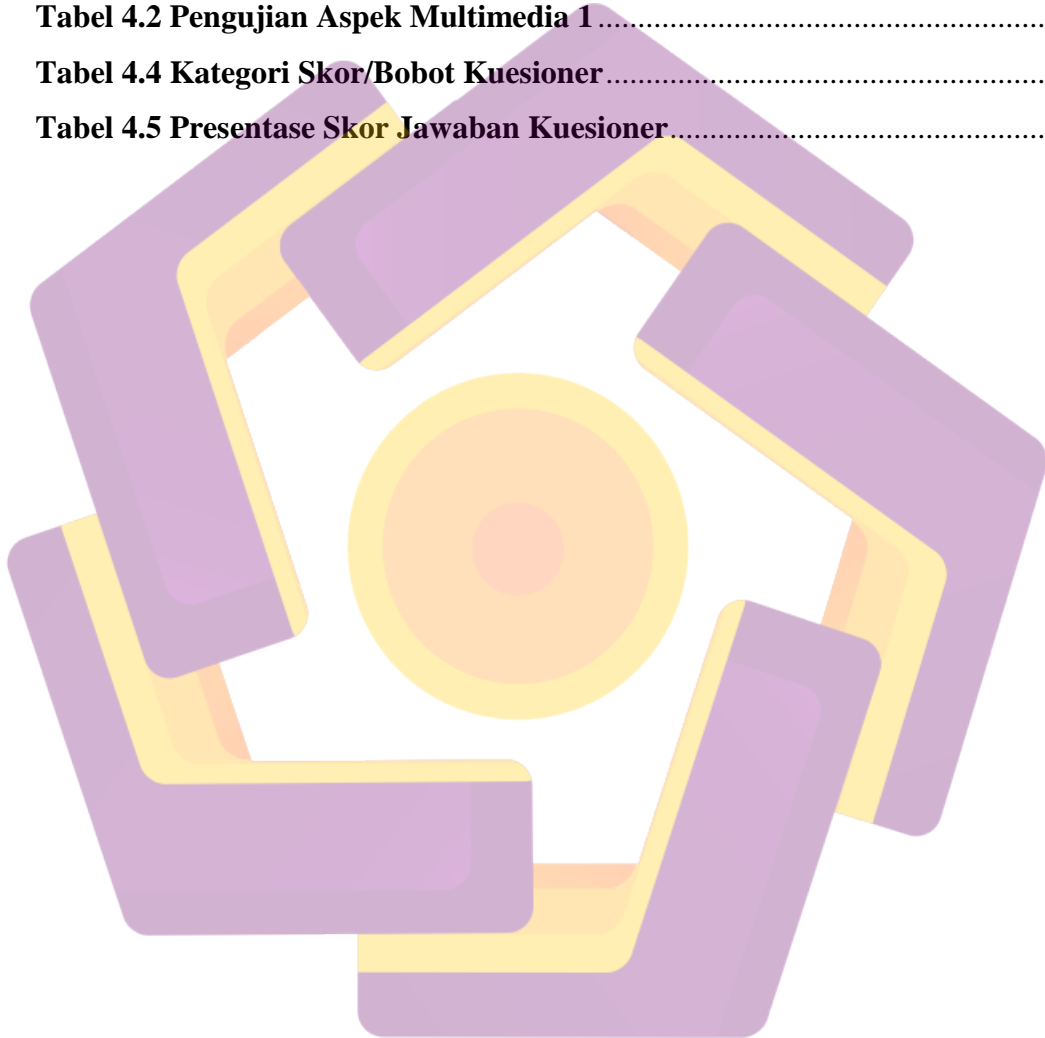 Tabel 4.2 Pengujian Aspek Multimedia 1................................................................
Tabel 4.4 Kategori Skor/Bobot Kuesioner..............................................................
Tabel 4.5 Presentase Skor Jawaban Kuesioner......................................................